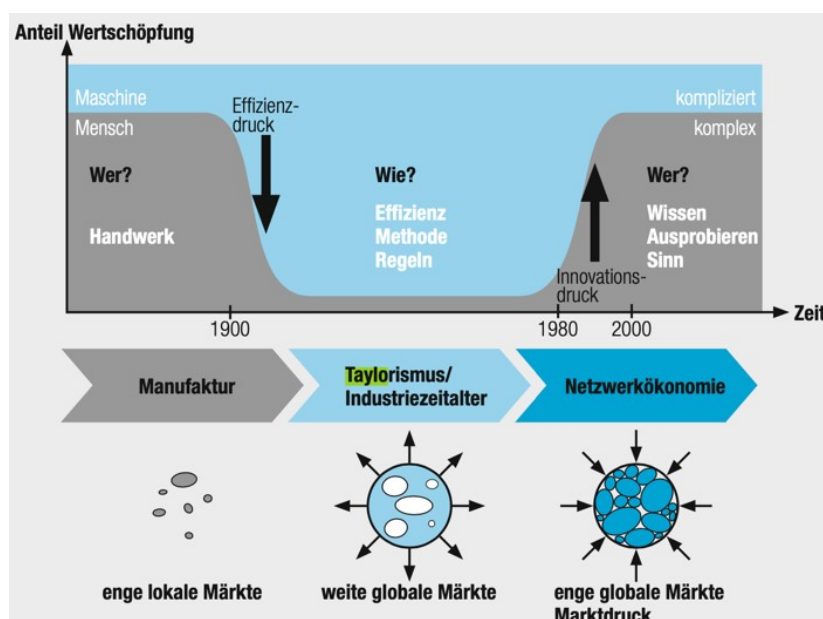 Anteil Wertschöpfung
Maschine
Mensch
Effizienz-
druck
kompliziert
komplex
Wer?
Handwerk
Wie?
Effizienz
Methode
Regeln
Wer?
Wissen
Ausprobieren
Sinn
Innovations-
druck
1900
1980
2000
Zeit
Manufaktur
Taylorismus/
Industriezeitalter
Netzwerkökonomie
enge lokale Märkte
weite globale Märkte
enge globale Märkte
Marktdruck